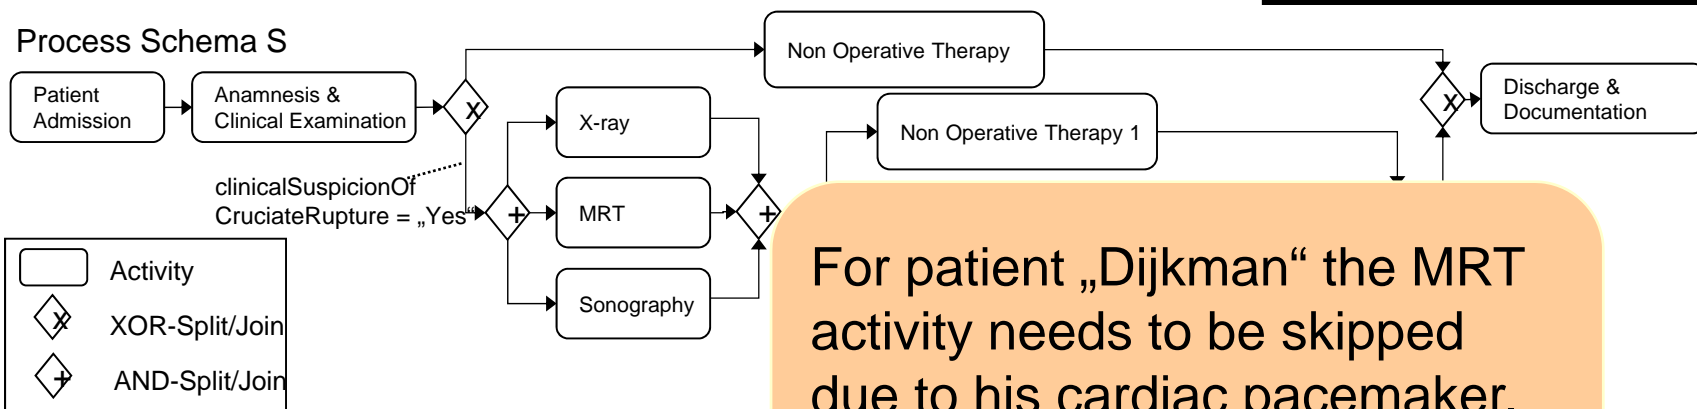 Process Schema S
Patient
Admission
Anamnesis &
Clinical Examination
X
clinicalSuspicionOf
CruciateRupture = „Yes“
+
X-ray
MRT
Sonography
+
Non Operative Therapy
Non Operative Therapy 1
X
Discharge &
Documentation
Activity
X
XOR-Split/Join
+
AND-Split/Join
For patient „Dijkman“ the MRT
activity needs to be skipped
due to his cardiac pacemaker.